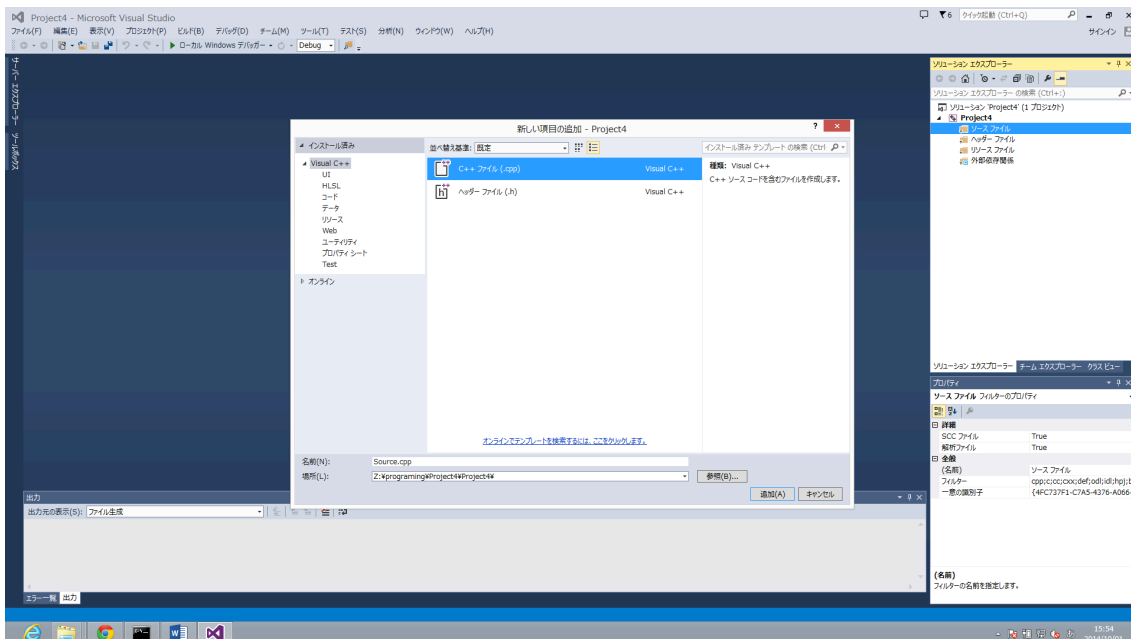 Project4 - Microsoft Visual Studio
6
クイック起動 (Ctrl+Q)
ファイル(F) 編集(E) 表示(V) プロジェクト(P) ビルド(B) デバッグ(D) チーム(M) ツール(T) テスト(S) 分析(N) ウィンドウ(W) ヘルプ(H)
サインイン
ローカル Windows デバッガー
Debug
サーバー エクスプローラー
ツールボックス
ソリューション エクスプローラー
ソリューション エクスプローラー の検索 (Ctrl+:)
ソリューション 'Project4' (1 プロジェクト)
Project4
ソース ファイル
ヘッダー ファイル
リソース ファイル
外部依存関係
新しい項目の追加 - Project4
インストール済み
並べ替え基準: 既定
インストール済み テンプレート の検索 (Ctrl
Visual C++
UI
HLSL
コード
データ
リソース
Web
ユーティリティ
プロパティ シート
Test
オンライン
C++ ファイル (.cpp) Visual C++
ヘッダー ファイル (.h) Visual C++
種類: Visual C++
C++ ソース コードを含むファイルを作成します。
オンラインでテンプレートを検索するには、ここをクリックします。
名前(N): Source.cpp
場所(L): Z:¥programing¥Project4¥Project4¥
参照(B)...
追加(A) キャンセル
ソリューション エクスプローラー チーム エクスプローラー クラス ビュー
プロパティ
ソース ファイル フィルターのプロパティ
詳細
SCC ファイル True
解析ファイル True
全般
(名前) ソース ファイル
フィルター cpp;c;cc;cxx;def;odl;idl;hpj;b
一意の識別子 {4FC737F1-C7A5-4376-A066-
(名前)
フィルターの名前を指定します。
出力
出力元の表示(S): ファイル生成
エラー一覧 出力
15:54
2014/10/01